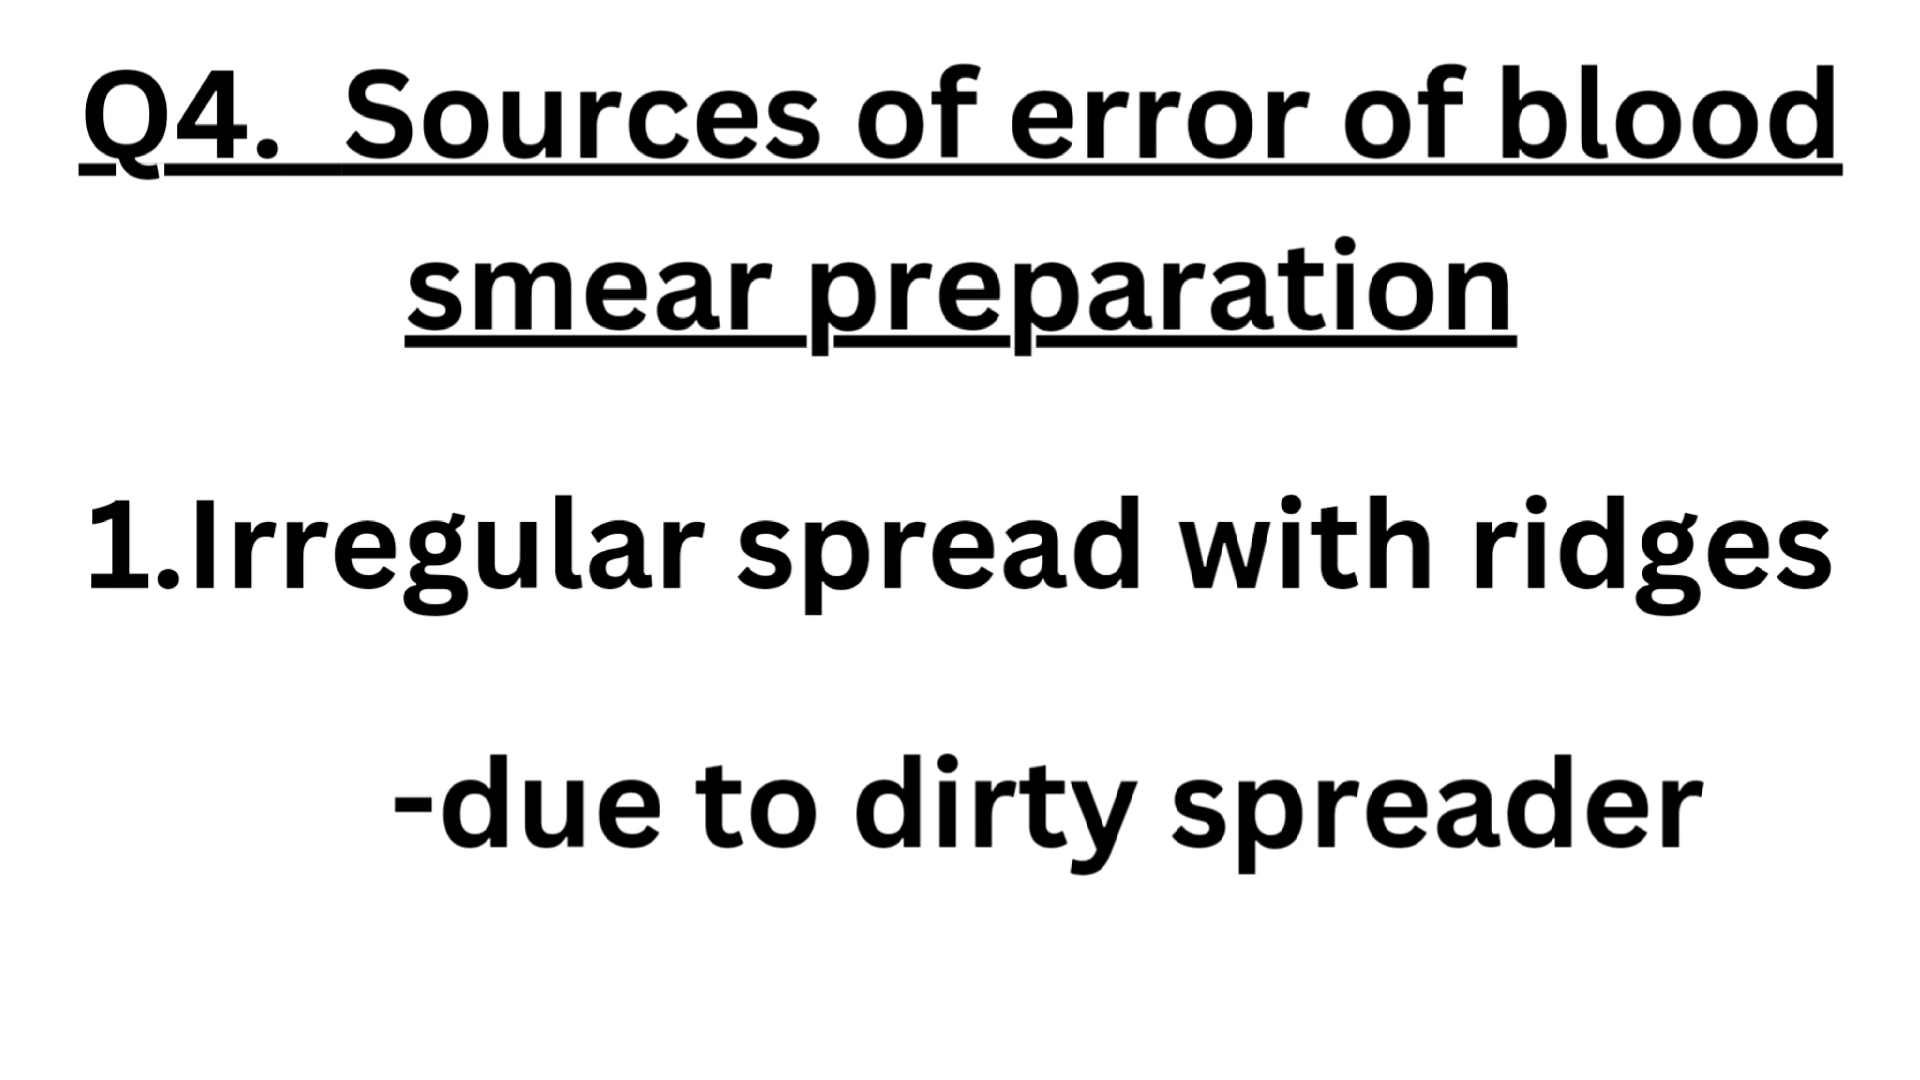 Q4.  Sources of error of blood
smear preparation
1.Irregular spread with ridges
-due to dirty spreader